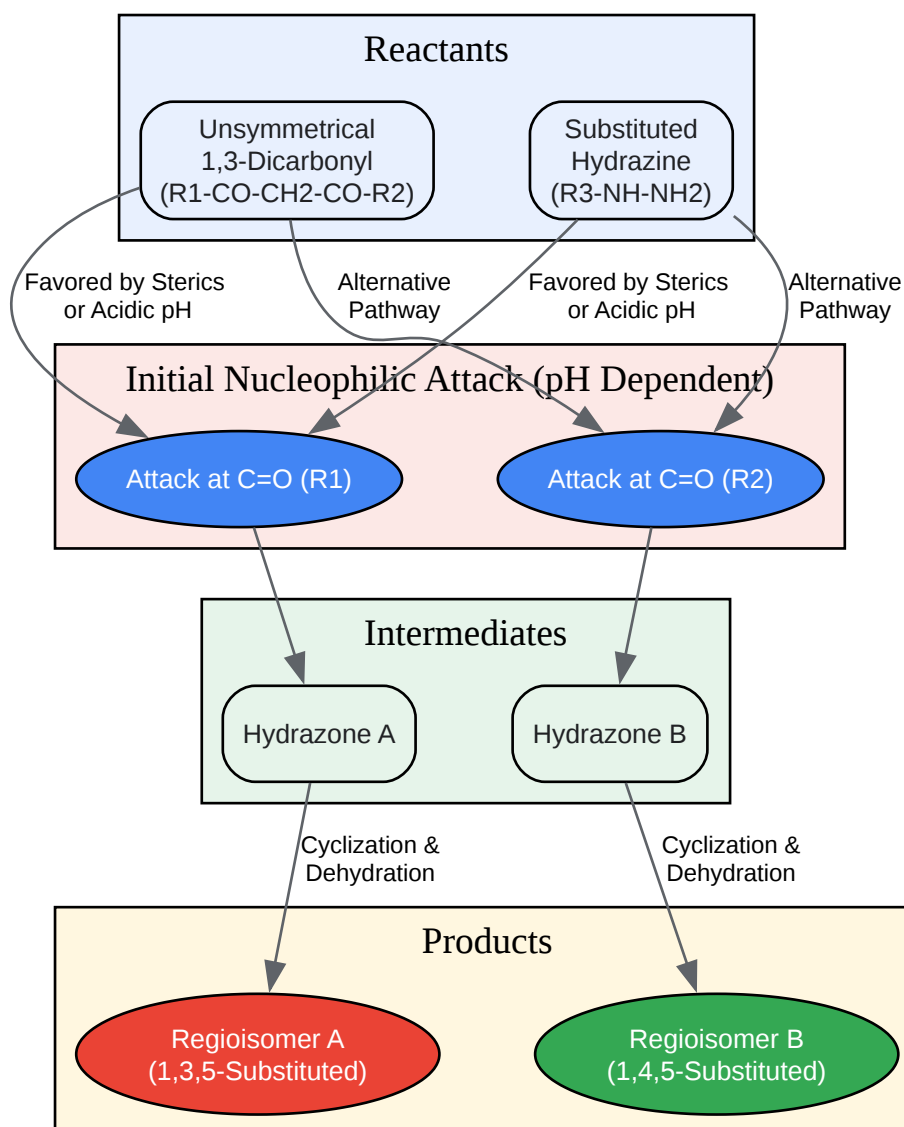 Reactants
Unsymmetrical
1,3-Dicarbonyl
(R1-CO-CH2-CO-R2)
Substituted
Hydrazine
(R3-NH-NH2)
Favored by Sterics
or Acidic pH
Alternative
Pathway
Favored by Sterics
or Acidic pH
Alternative
Pathway
Initial Nucleophilic Attack (pH Dependent)
Attack at C=O (R1)
Attack at C=O (R2)
Intermediates
Hydrazone A
Hydrazone B
Cyclization &
Dehydration
Cyclization &
Dehydration
Products
Regioisomer A
(1,3,5-Substituted)
Regioisomer B
(1,4,5-Substituted)